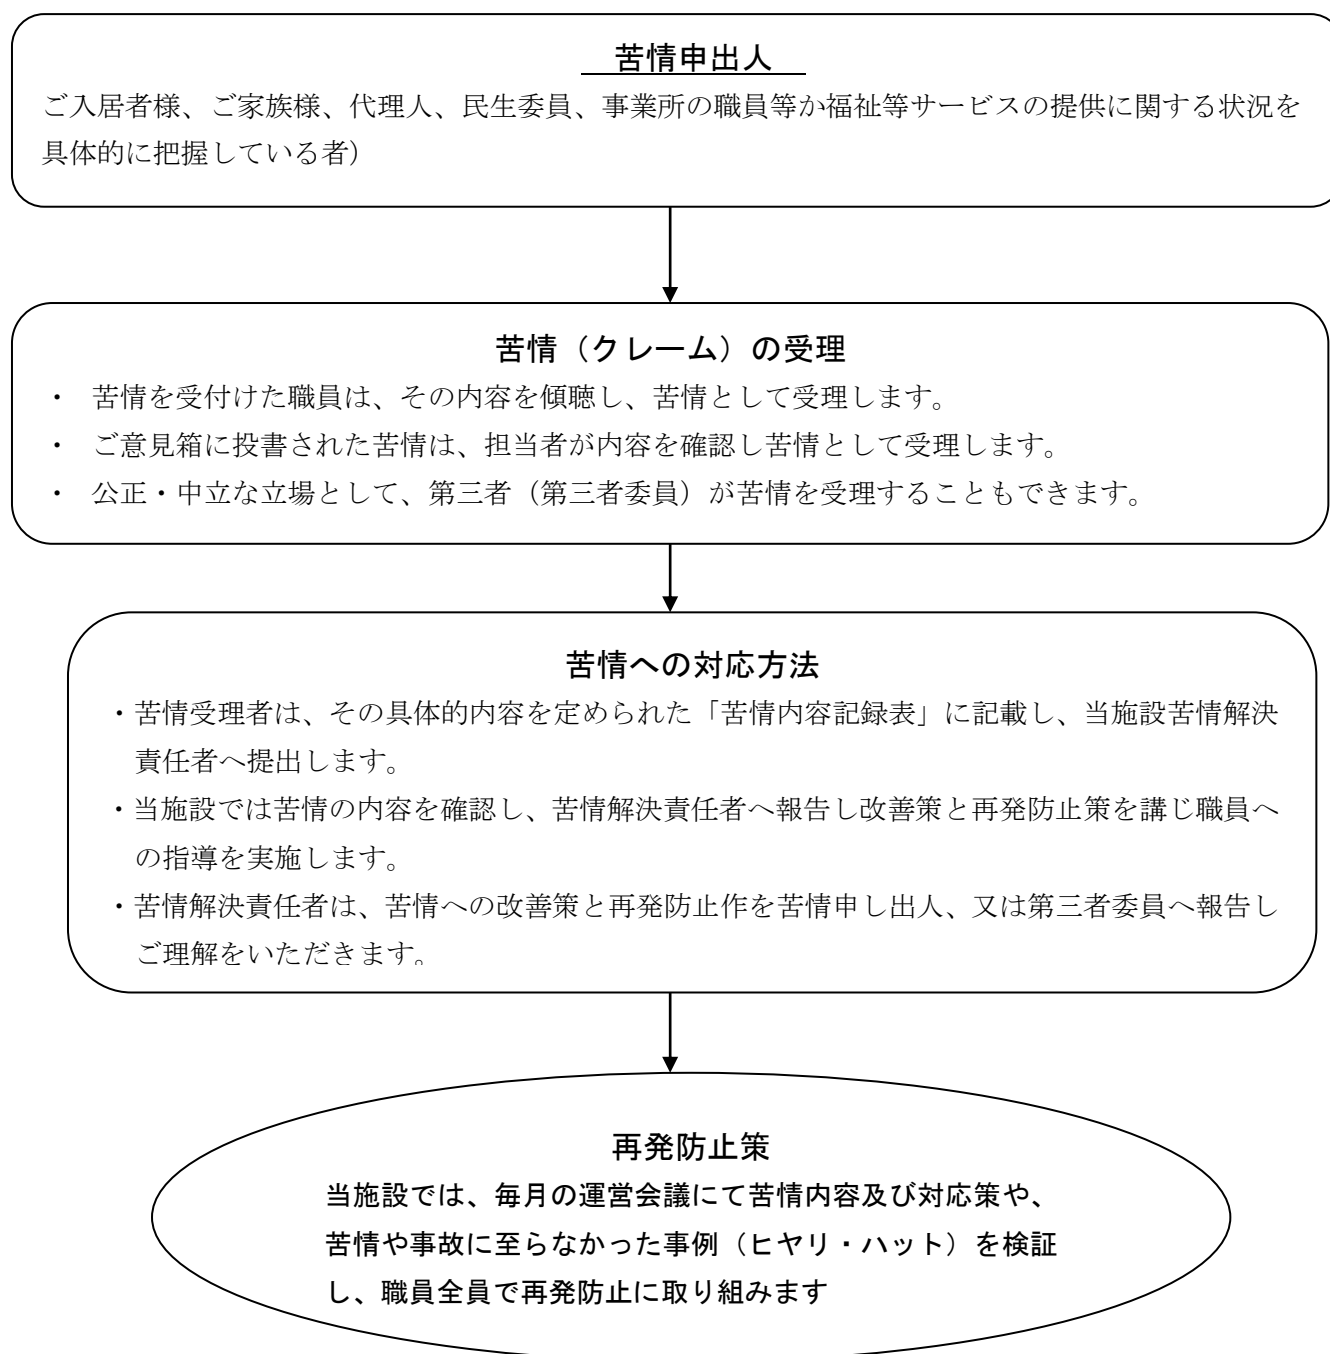 苦情申出人
ご入居者様、ご家族様、代理人、民生委員、事業所の職員等か福祉等サービスの提供に関する状況を
具体的に把握している者）
苦情（クレーム）の受理
・ 苦情を受付けた職員は、その内容を傾聴し、苦情として受理します。
・ ご意見箱に投書された苦情は、担当者が内容を確認し苦情として受理します。
・ 公正・中立な立場として、第三者（第三者委員）が苦情を受理することもできます。
苦情への対応方法
・苦情受理者は、その具体的内容を定められた「苦情内容記録表」に記載し、当施設苦情解決
責任者へ提出します。
・当施設では苦情の内容を確認し、苦情解決責任者へ報告し改善策と再発防止策を講じ職員へ
の指導を実施します。
・苦情解決責任者は、苦情への改善策と再発防止作を苦情申し出人、又は第三者委員へ報告し
ご理解をいただきます。
再発防止策
当施設では、毎月の運営会議にて苦情内容及び対応策や、
苦情や事故に至らなかった事例（ヒヤリ・ハット）を検証
し、職員全員で再発防止に取り組みます